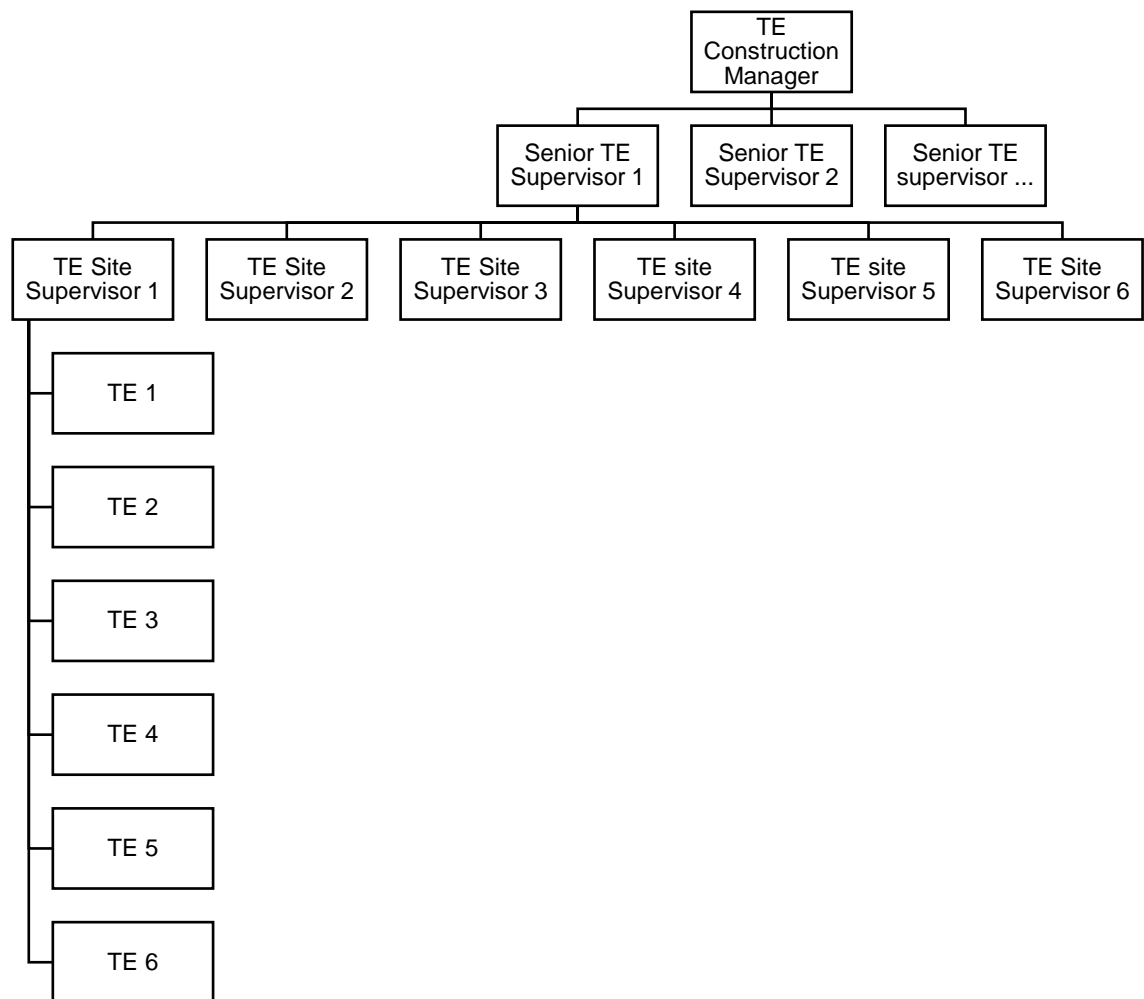 TE
Construction
Manager
Senior TE
Supervisor 1
Senior TE
Supervisor 2
Senior TE
supervisor ...
TE Site
Supervisor 1
TE Site
Supervisor 2
TE Site
Supervisor 3
TE site
Supervisor 4
TE site
Supervisor 5
TE Site
Supervisor 6
TE 1
TE 2
TE 3
TE 4
TE 5
TE 6